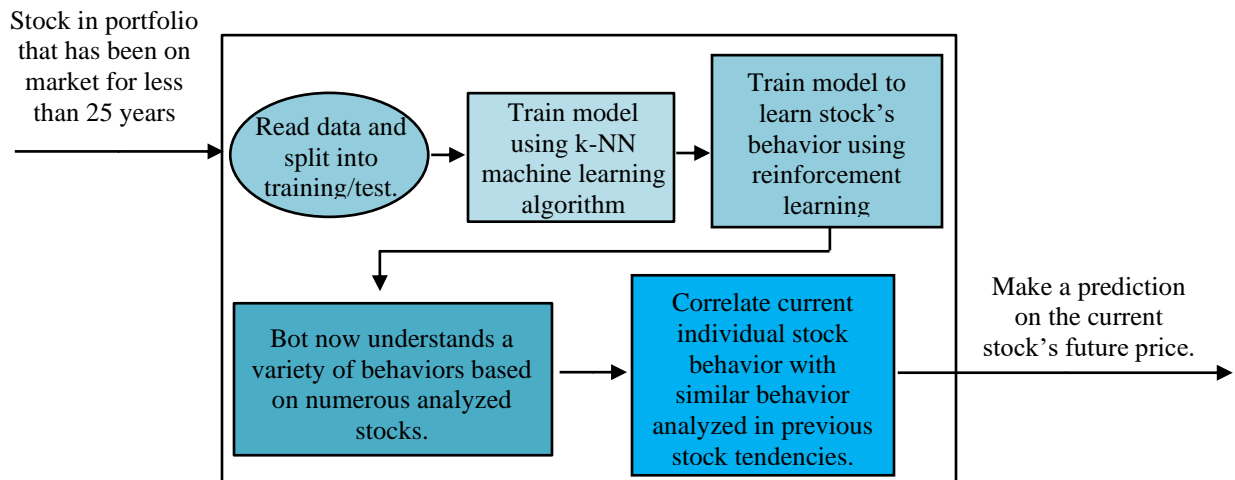 Stock in portfolio
that has been on
market for less
than 25 years
Read data and
split into
training/test.
Train model
using k-NN
machine learning
algorithm
Train model to
learn stock’s
behavior using
reinforcement
learning
Bot now understands a
variety of behaviors based
on numerous analyzed
stocks.
Correlate current
individual stock
behavior with
similar behavior
analyzed in previous
stock tendencies.
Make a prediction
on the current
stock’s future price.